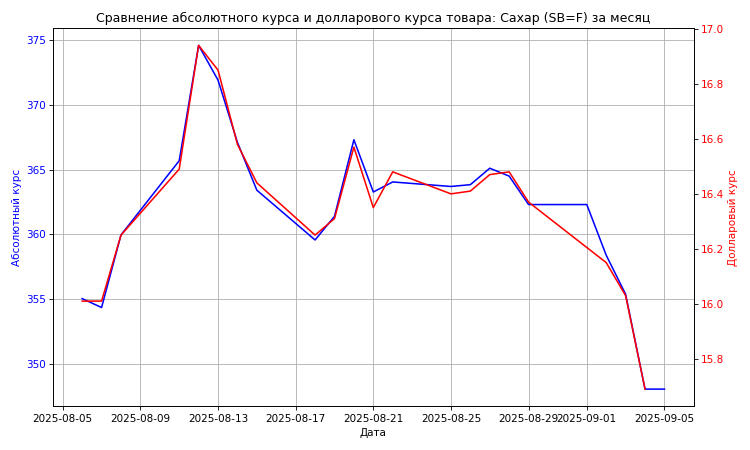 Сравнение абсолютного курса и долларового курса товара: Сахар (SB=F) за месяц
375
370
365
360
355
350
Абсолютный курс
17.0
16.8
16.6
16.4
16.2
16.0
15.8
Долларовый курс
2025-08-05 2025-08-09 2025-08-13 2025-08-17 2025-08-21 2025-08-25 2025-08-29 2025-09-01 2025-09-05
Дата